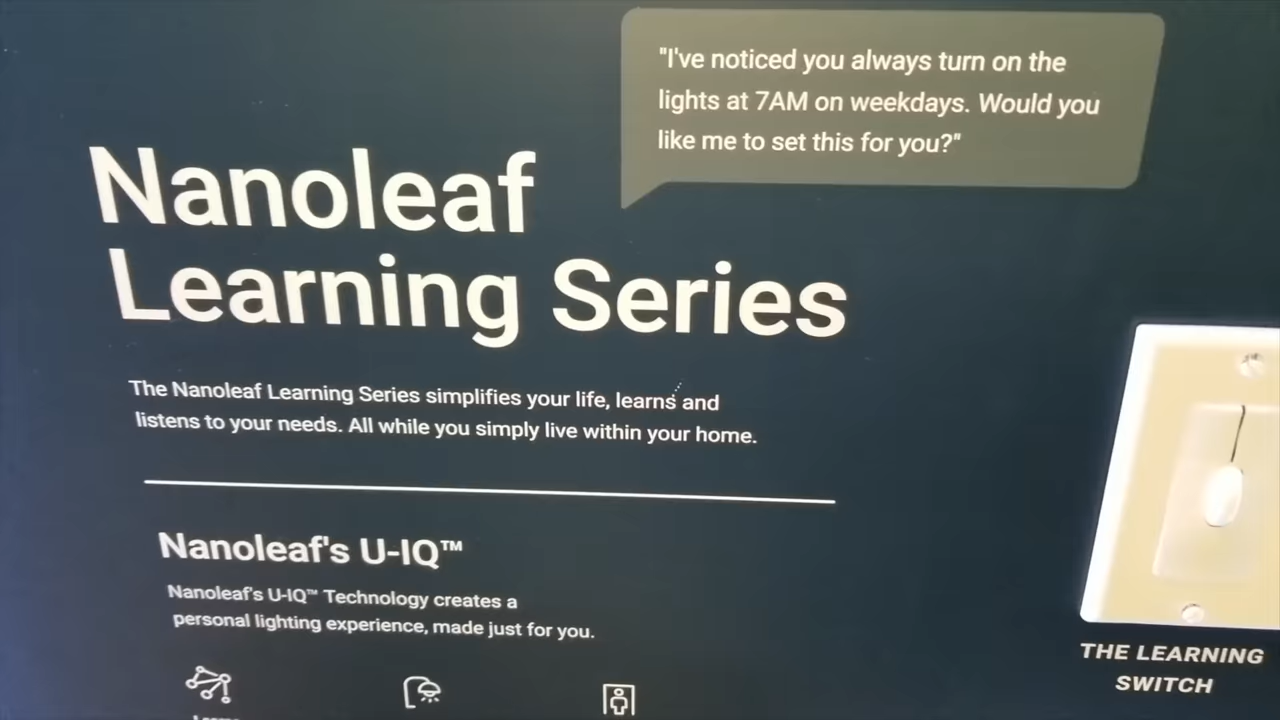 "I've noticed you always turn on the
lights at 7AM on weekdays. Would you
like me to set this for you?"
Nanoleaf
Learning Series
The Nanoleaf Learning Series simplifies your life, learns and
listens to your needs. All while you simply live within your home.
Nanoleaf's U-IQ™
Nanoleaf's U-IQ™ Technology creates a
personal lighting experience, made just for you.
THE LEARNING
SWITCH